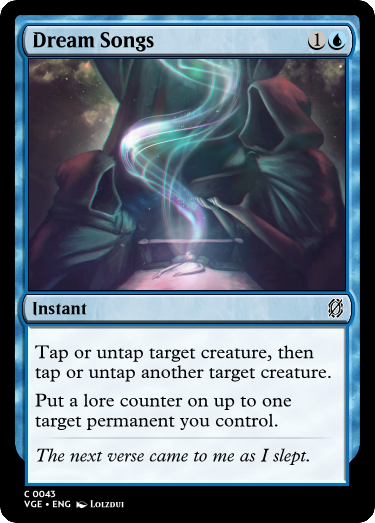 Dream Songs 1
Instant
Tap or untap target creature, then
tap or untap another target creature.
Put a lore counter on up to one
target permanent you control.
The next verse came to me as I slept.
C 0043
VGE • ENG Lolzdui